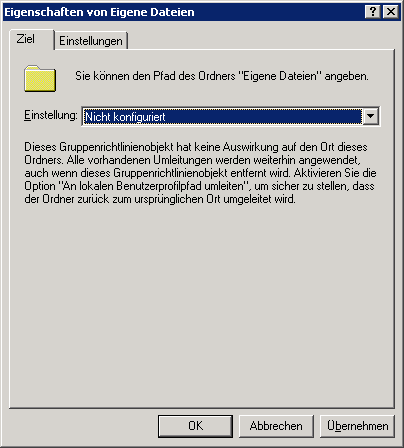 Eigenschaften von Eigene Dateien
Ziel Einstellungen
Sie können den Pfad des Ordners "Eigene Dateien" angeben.
Einstellung: Nicht konfiguriert
Dieses Gruppenrichtlinienobjekt hat keine Auswirkung auf den Ort dieses
Ordners. Alle vorhandenen Umleitungen werden weiterhin angewendet,
auch wenn dieses Gruppenrichtlinienobjekt entfernt wird. Aktivieren Sie die
Option "An lokalen Benutzerprofilpfad umleiten", um sicher zu stellen, dass
der Ordner zurück zum ursprünglichen Ort umgeleitet wird.
OK Abbrechen Übernehmen